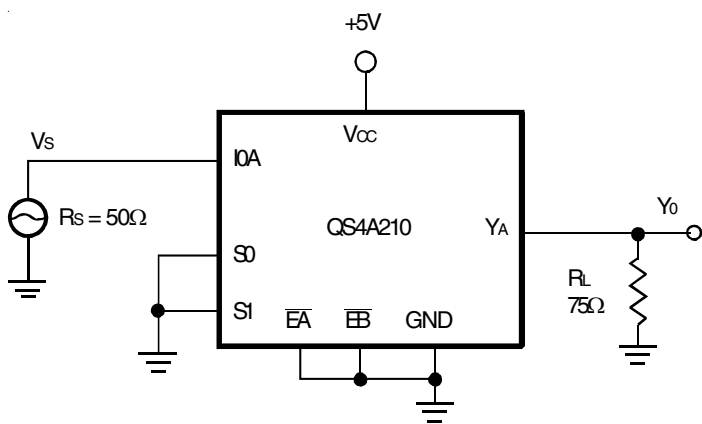 +5V
VCC
VS
I0A
RS = 50Ω
QS4A210
YA
Y0
S0
RL
75Ω
S1
EA
EB
GND